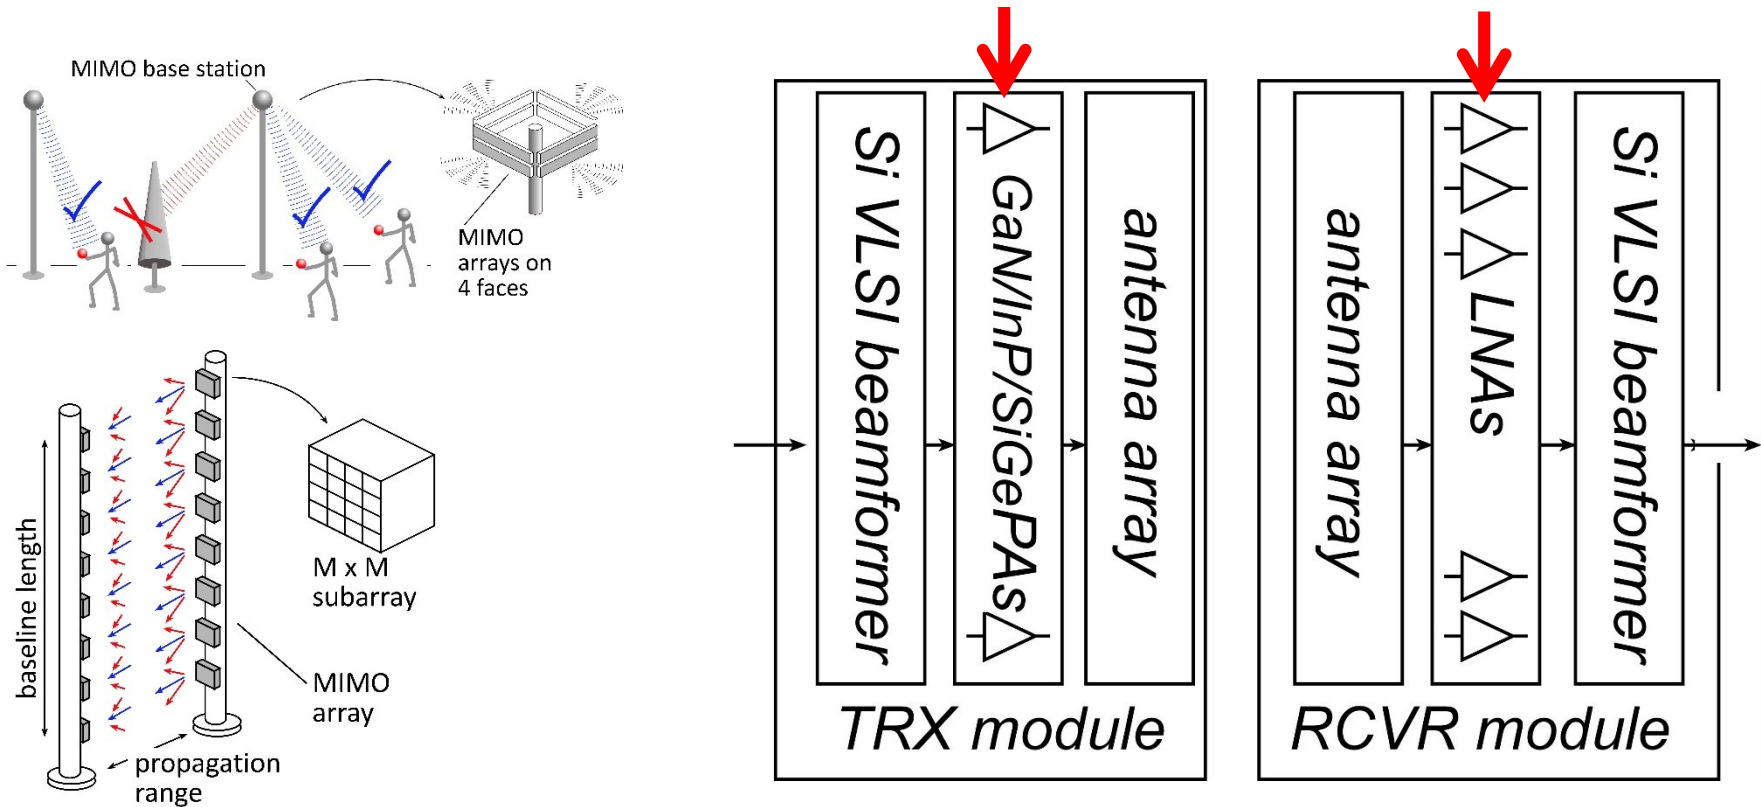 MIMO base station
MIMO
arrays on
4 faces
baseline length
M x M
subarray
MIMO
array
propagation
range
Si VLSI beamformer
GaN/InP/SiGePAs
antenna array
TRX module
antenna array
LNAs
Si VLSI beamformer
RCVR module